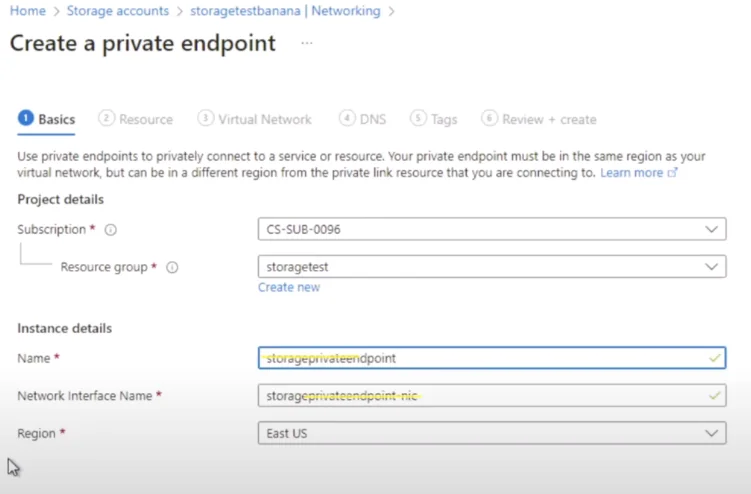 Home > Storage accounts > storagetestbanana | Networking >
Create a private endpoint ...
1 Basics 2 Resource 3 Virtual Network 4 DNS 5 Tags 6 Review + create
Use private endpoints to privately connect to a service or resource. Your private endpoint must be in the same region as your
virtual network, but can be in a different region from the private link resource that you are connecting to. Learn more
Project details
Subscription * CS-SUB-0096
Resource group * storagetest
Create new
Instance details
Name * storageprivateendpoint
Network Interface Name * storageprivateendpoint-nic
Region * East US